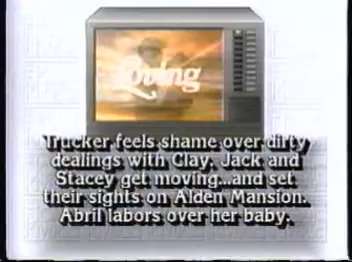 Loving
Trucker feels shame over dirty
dealings with Clay. Jack and
Stacey get moving...and set
their sights on Alden Mansion.
Abril labors over her baby.